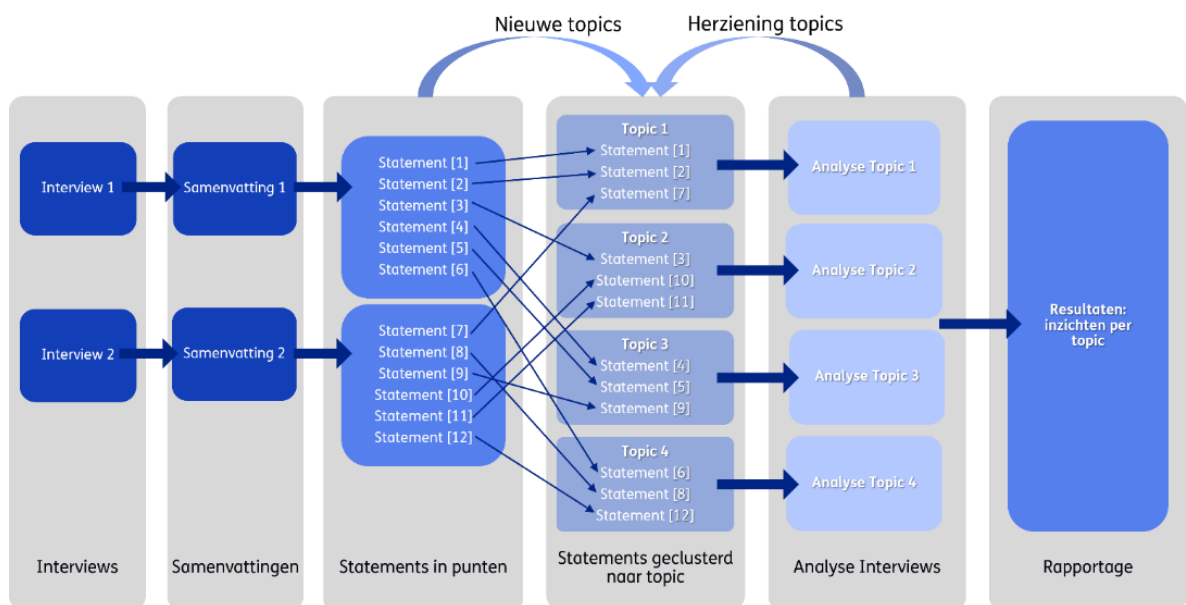 Nieuwe topics
Herziening topics
Interview 1
Samenvatting 1
Statement [1]
Statement [2]
Statement [3]
Statement [4]
Statement [5]
Statement [6]
Topic 1
Statement [1]
Statement [2]
Statement [7]
Analyse Topic 1
Topic 2
Statement [3]
Statement [10]
Statement [11]
Analyse Topic 2
Interview 2
Samenvatting 2
Statement [7]
Statement [8]
Statement [9]
Statement [10]
Statement [11]
Statement [12]
Topic 3
Statement [4]
Statement [5]
Statement [9]
Analyse Topic 3
Topic 4
Statement [6]
Statement [8]
Statement [12]
Analyse Topic 4
Resultaten:
inzichten per
topic
Interviews
Samenvattingen
Statements in punten
Statements geclusterd
naar topic
Analyse Interviews
Rapportage